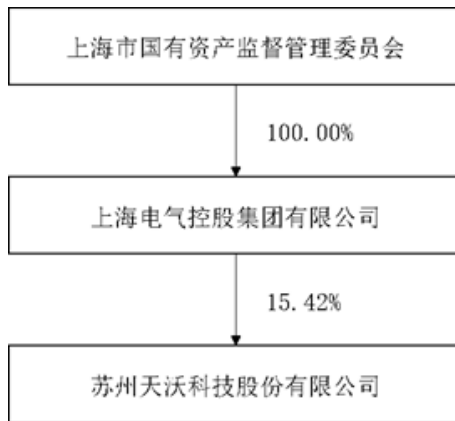 上海市国有资产监督管理委员会
100.00%
上海电气控股集团有限公司
15.42%
苏州天沃科技股份有限公司